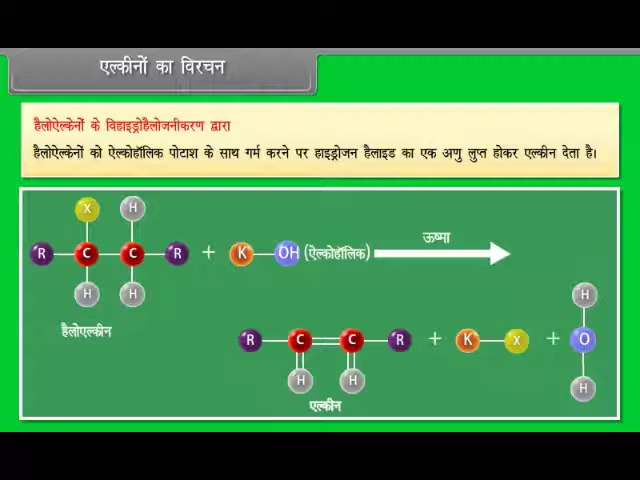 एल्कीनों का विरचन
हैलोऐल्केनों के विहाइड्रोहैलोजनीकरण द्वारा
हैलोऐल्केनों को ऐल्कोहॉलिक पोटाश के साथ गर्म करने पर हाइड्रोजन हैलाइड का एक अणु लुप्त होकर एल्कीन देता है।
X H
R C C R + K OH (ऐल्कोहॉलिक) ऊष्मा
H H
हैलोएल्कीन
H
R C C R + K X + O
H H H
एल्कीन